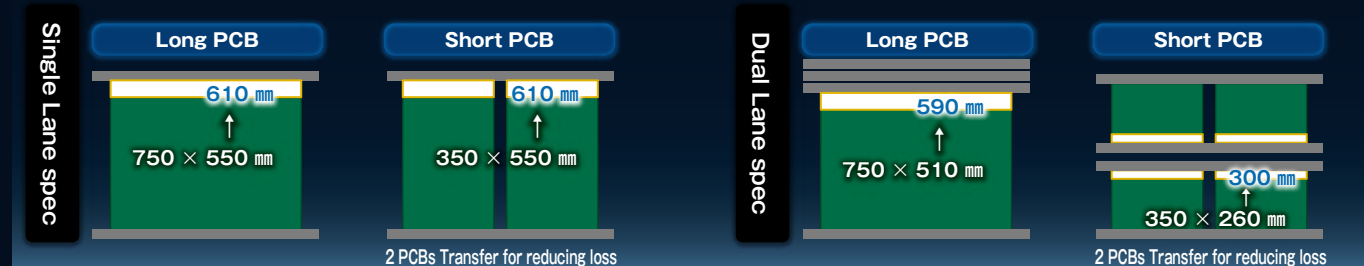 Single Lane spec
Long PCB
610 ㎜
750 × 550 ㎜
Short PCB
610 ㎜
350 × 550 ㎜
2 PCBs Transfer for reducing loss
Dual Lane spec
Long PCB
590 ㎜
750 × 510 ㎜
Short PCB
300 ㎜
350 × 260 ㎜
2 PCBs Transfer for reducing loss